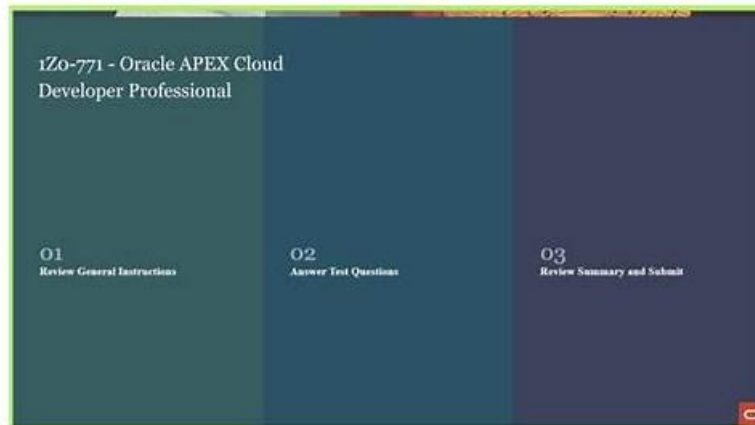 1Z0-771 - Oracle APEX Cloud
Developer Professional
01
Review General Instructions
02
Answer Test Questions
03
Review Summary and Submit